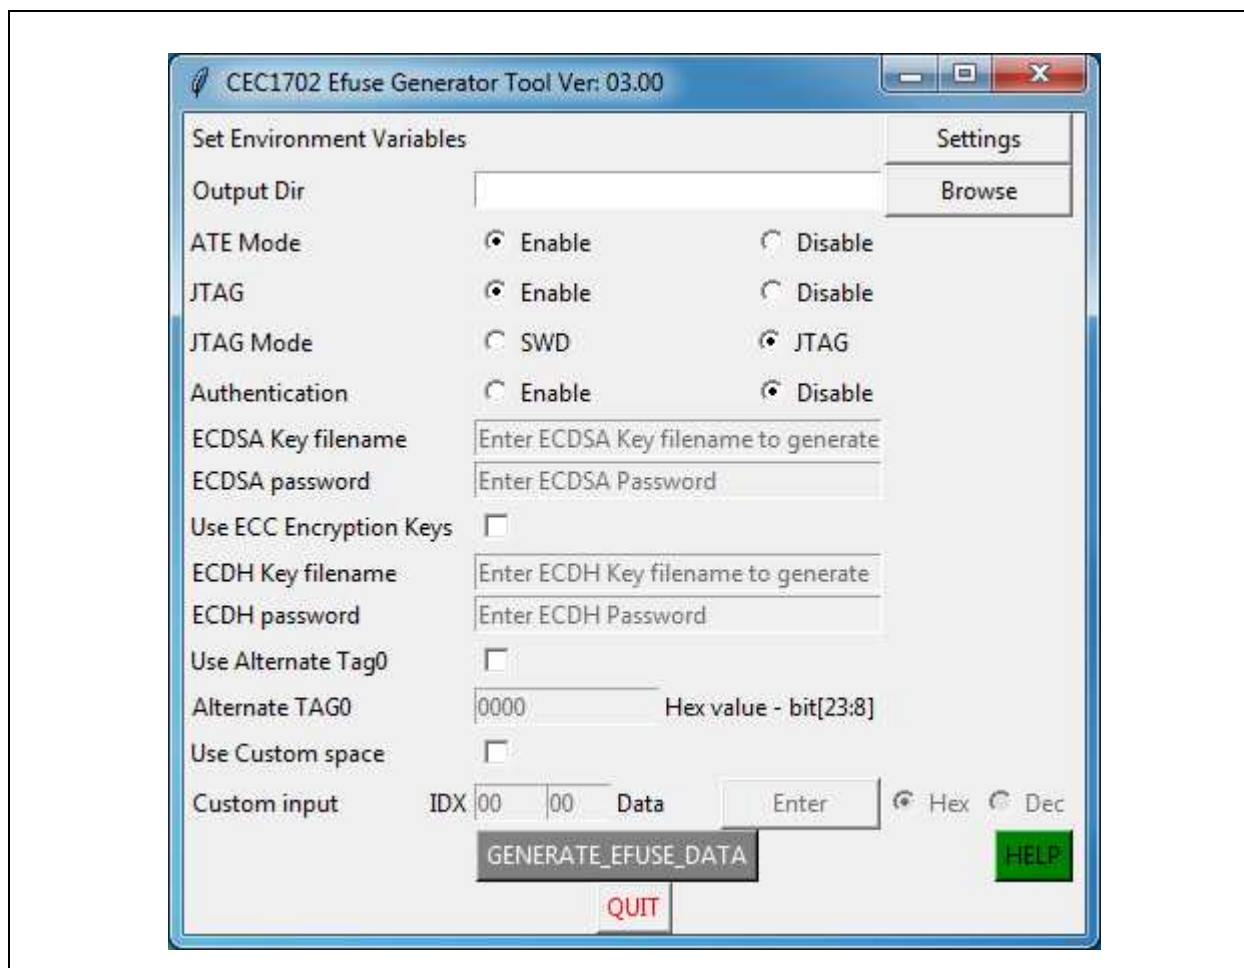 CEC1702 Efuse Generator Tool Ver: 03.00
Set Environment Variables Settings
Output Dir Browse
ATE Mode Enable Disable
JTAG Enable Disable
JTAG Mode SWD JTAG
Authentication Enable Disable
ECDSA Key filename Enter ECDSA Key filename to generate
ECDSA password Enter ECDSA Password
Use ECC Encryption Keys
ECDH Key filename Enter ECDH Key filename to generate
ECDH password Enter ECDH Password
Use Alternate Tag0
Alternate TAG0 0000 Hex value - bit[23:8]
Use Custom space
Custom input IDX 00 00 Data Enter Hex Dec
GENERATE_EFUSE_DATA HELP
QUIT